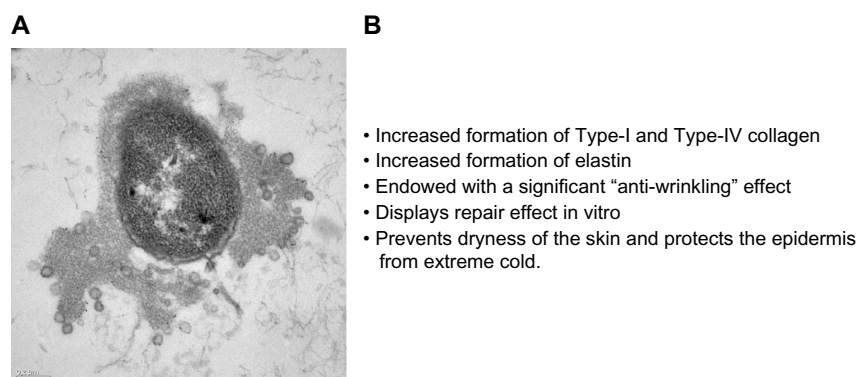 A
B
• Increased formation of Type-I and Type-IV collagen
• Increased formation of elastin
• Endowed with a significant “anti-wrinkling” effect
• Displays repair effect in vitro
• Prevents dryness of the skin and protects the epidermis
from extreme cold.